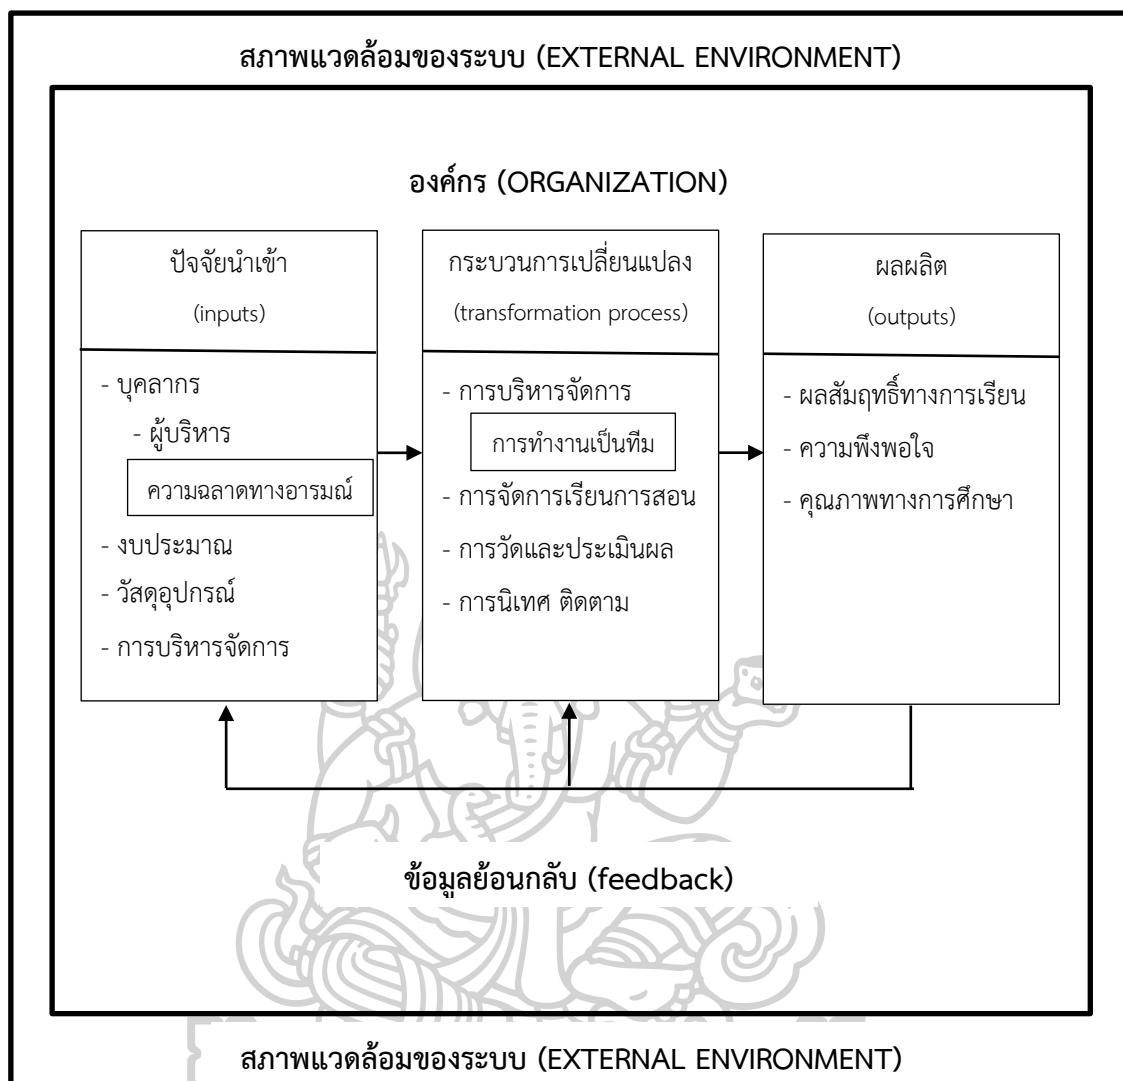 สภาพแวดล้อมของระบบ (EXTERNAL ENVIRONMENT)
องค์กร (ORGANIZATION)
ปัจจัยนำเข้า
(inputs)
- บุคลากร
- ผู้บริหาร
ความฉลาดทางอารมณ์
- งบประมาณ
- วัสดุอุปกรณ์
- การบริหารจัดการ
กระบวนการเปลี่ยนแปลง
(transformation process)
- การบริหารจัดการ
การทำงานเป็นทีม
- การจัดการเรียนการสอน
- การวัดและประเมินผล
- การนิเทศ ติดตาม
ผลผลิต
(outputs)
- ผลสัมฤทธิ์ทางการเรียน
- ความพึงพอใจ
- คุณภาพทางการศึกษา
ข้อมูลย้อนกลับ (feedback)
สภาพแวดล้อมของระบบ (EXTERNAL ENVIRONMENT)